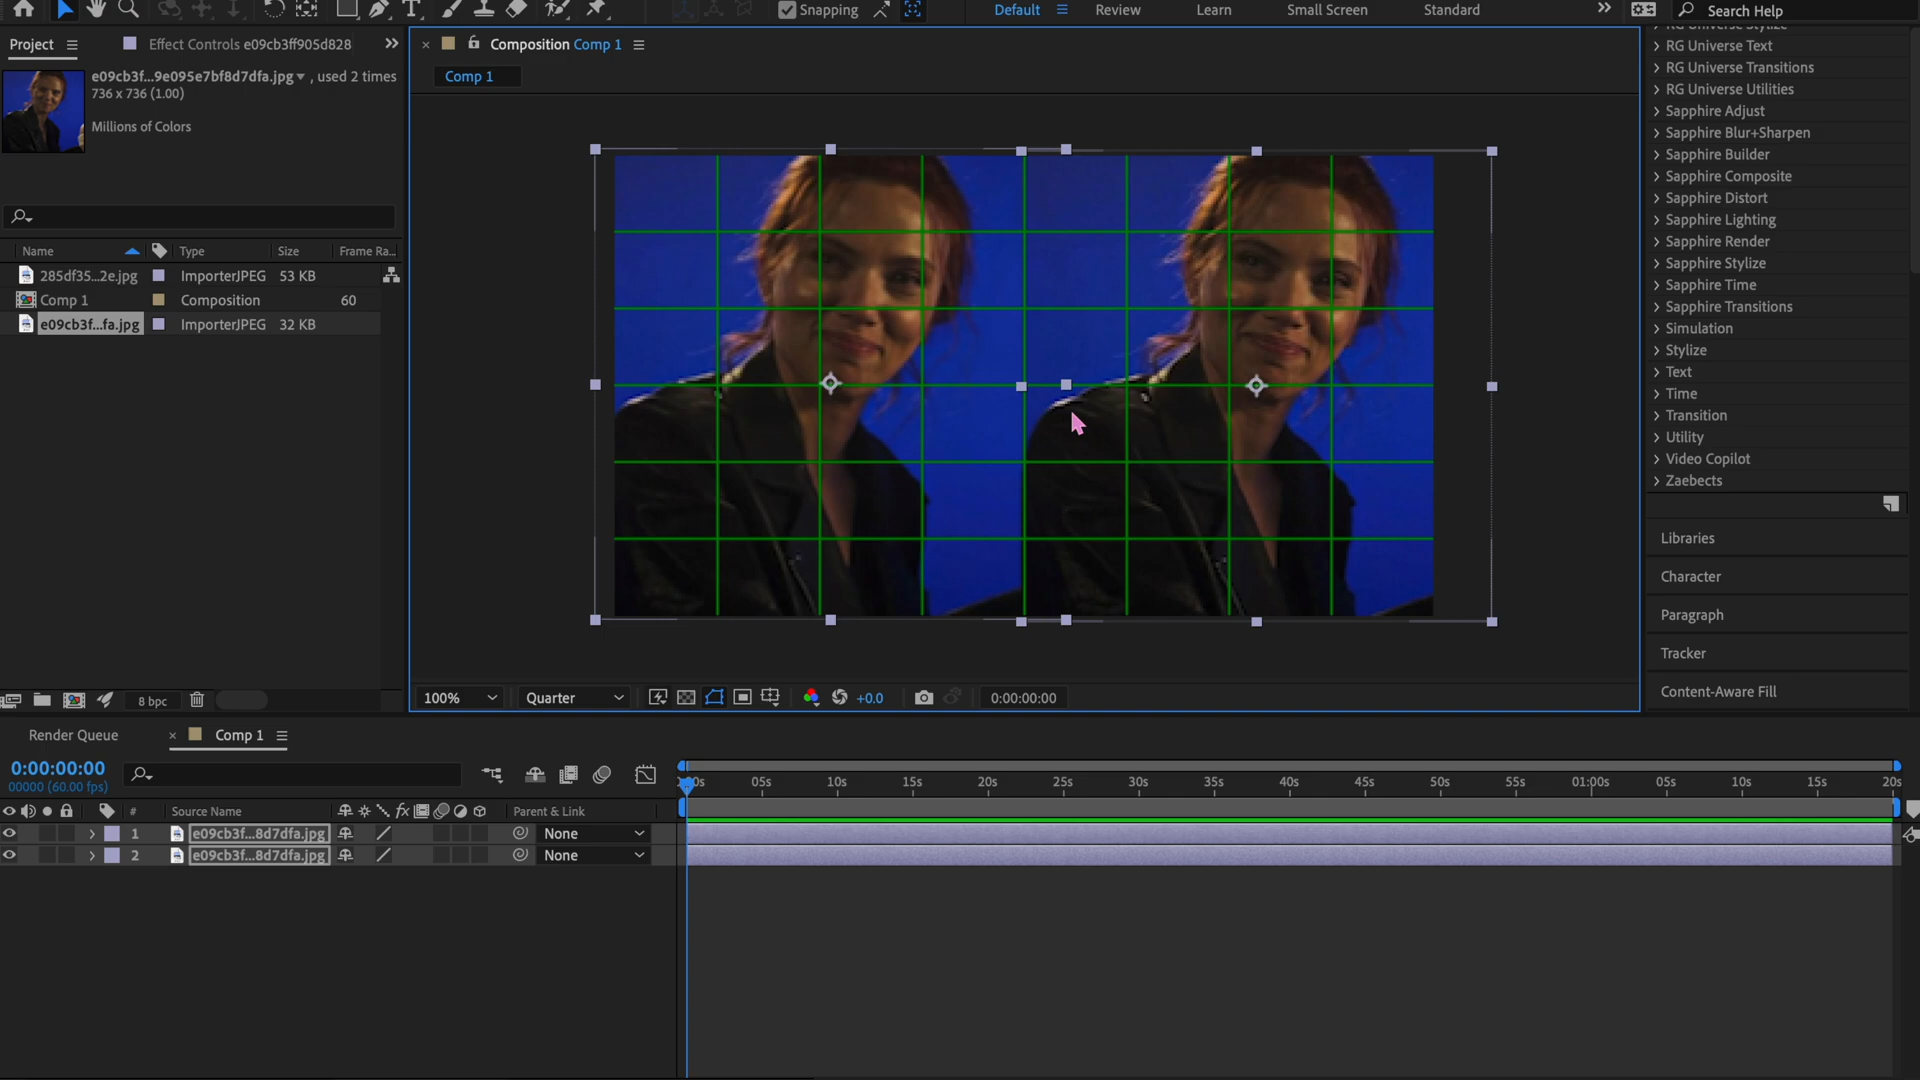 Snapping
Default
Review
Learn
Small Screen
Standard
Search Help
Project
Effect Controls e09cb3ff905d828
e09cb3f...9e095e7bf8d7dfa.jpg , used 2 times
736 x 736 (1.00)
Millions of Colors
Name
Type
Size
Frame Ra...
285df35...2e.jpg
ImporterJPEG
53 KB
Comp 1
Composition
60
e09cb3f...fa.jpg
ImporterJPEG
32 KB
8 bpc
Composition Comp 1
Comp 1
100%
Quarter
+0.0
0:00:00:00
RG Universe Stylize
RG Universe Text
RG Universe Transitions
RG Universe Utilities
Sapphire Adjust
Sapphire Blur+Sharpen
Sapphire Builder
Sapphire Composite
Sapphire Distort
Sapphire Lighting
Sapphire Render
Sapphire Stylize
Sapphire Time
Sapphire Transitions
Simulation
Stylize
Text
Time
Transition
Utility
Video Copilot
Zaebects
Libraries
Character
Paragraph
Tracker
Content-Aware Fill
Render Queue
Comp 1
0:00:00:00
00000 (60.00 fps)
05s
10s
15s
20s
25s
30s
35s
40s
45s
50s
55s
01:00s
05s
10s
15s
20s
#
Source Name
fx
Parent & Link
1
e09cb3f...8d7dfa.jpg
None
2
e09cb3f...8d7dfa.jpg
None